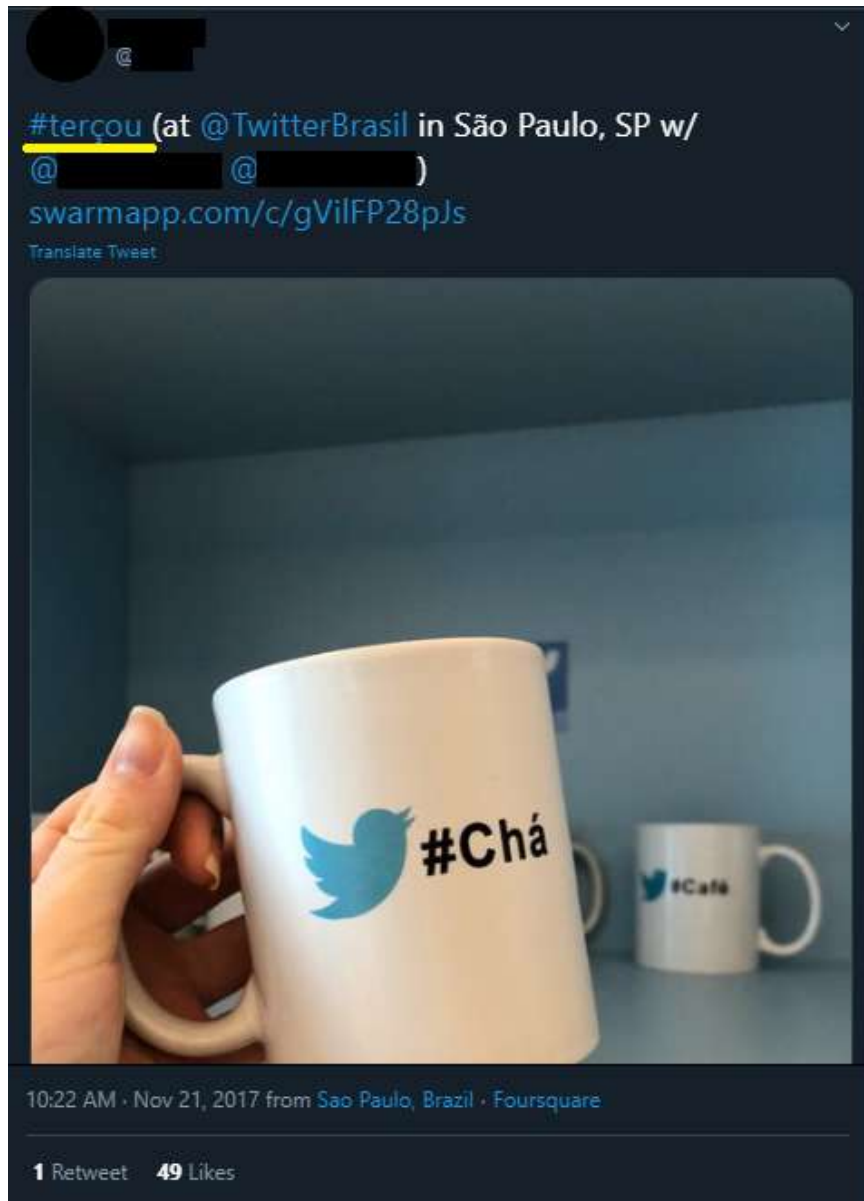 @
#terçou (at @TwitterBrasil in São Paulo, SP w/
@ @ )
swarmapp.com/c/gVilFP28pJs
Translate Tweet
#Chá
#Café
10:22 AM · Nov 21, 2017 from Sao Paulo, Brazil · Foursquare
1 Retweet 49 Likes